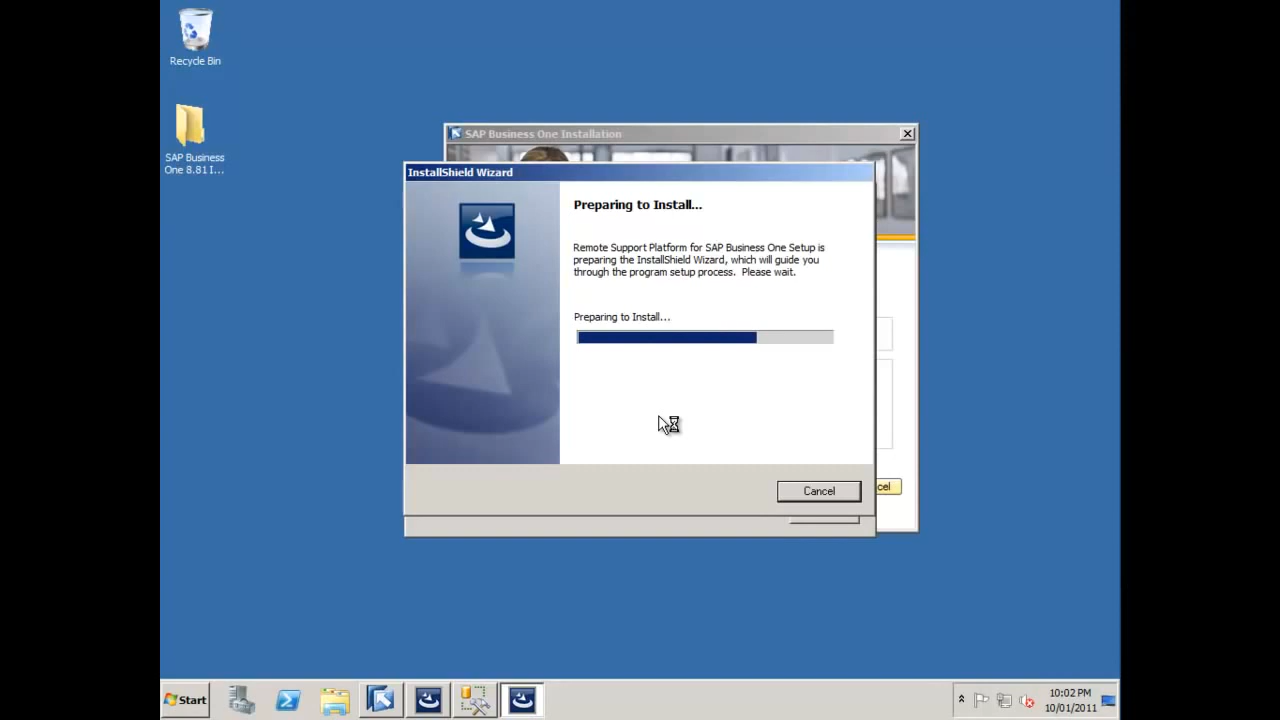 Recycle Bin
SAP Business
One 8.81 I...
SAP Business One Installation
InstallShield Wizard
Preparing to Install...
Remote Support Platform for SAP Business One Setup is
preparing the InstallShield Wizard, which will guide you
through the program setup process. Please wait.
Preparing to Install...
Cancel
cel
Start
10:02 PM
10/01/2011